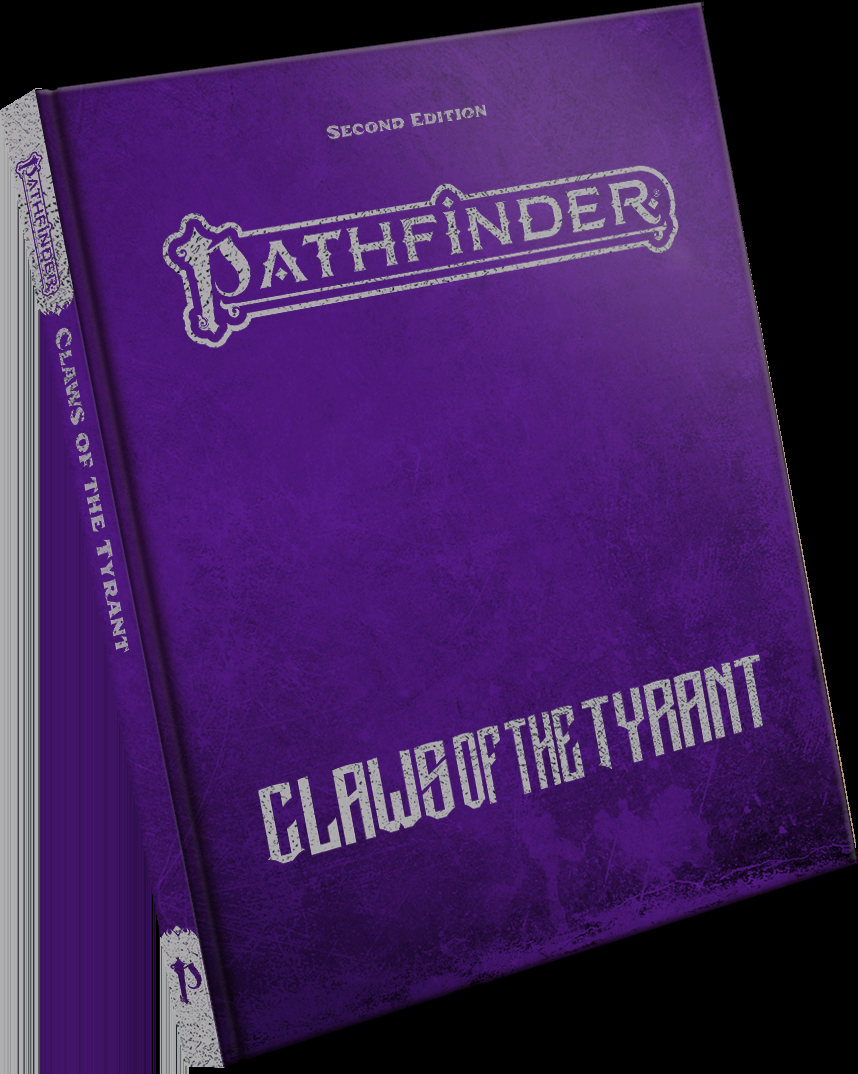 Second Edition
PATHFINDER
CLAWS OF THE TYRANT
PATHFINDER
Claws of the Tyrant
P